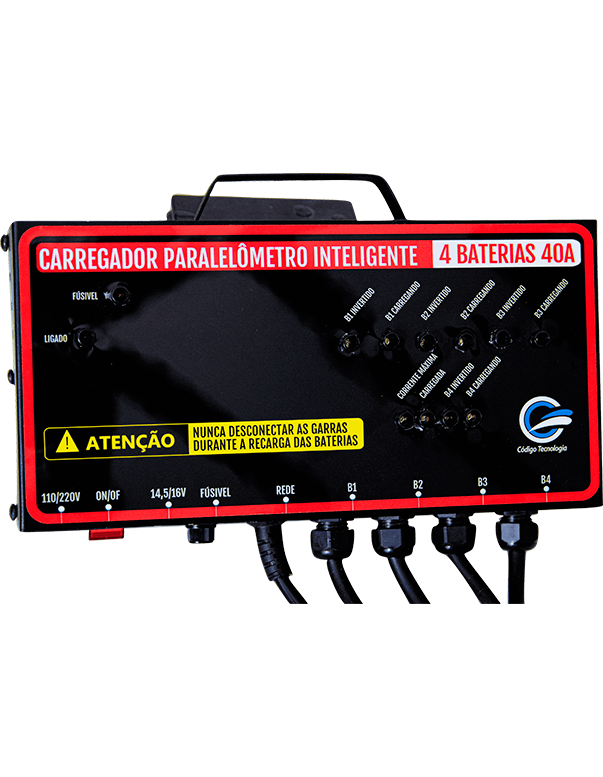 CARREGADOR PARALELÔMETRO INTELIGENTE
4 BATERIAS 40A
FÚSIVEL
LIGADO
B1 INVERTIDO
B1 CARREGANDO
B2 INVERTIDO
B2 CARREGANDO
B3 INVERTIDO
B3 CARREGANDO
CORRENTE MÁXIMA
CARREGADA
B4 INVERTIDO
B4 CARREGANDO
ATENÇÃO
NUNCA DESCONECTAR AS GARRAS
DURANTE A RECARGA DAS BATERIAS
Código Tecnologia
110/220V
ON/OF
14,5/16V
FÚSIVEL
REDE
B1
B2
B3
B4